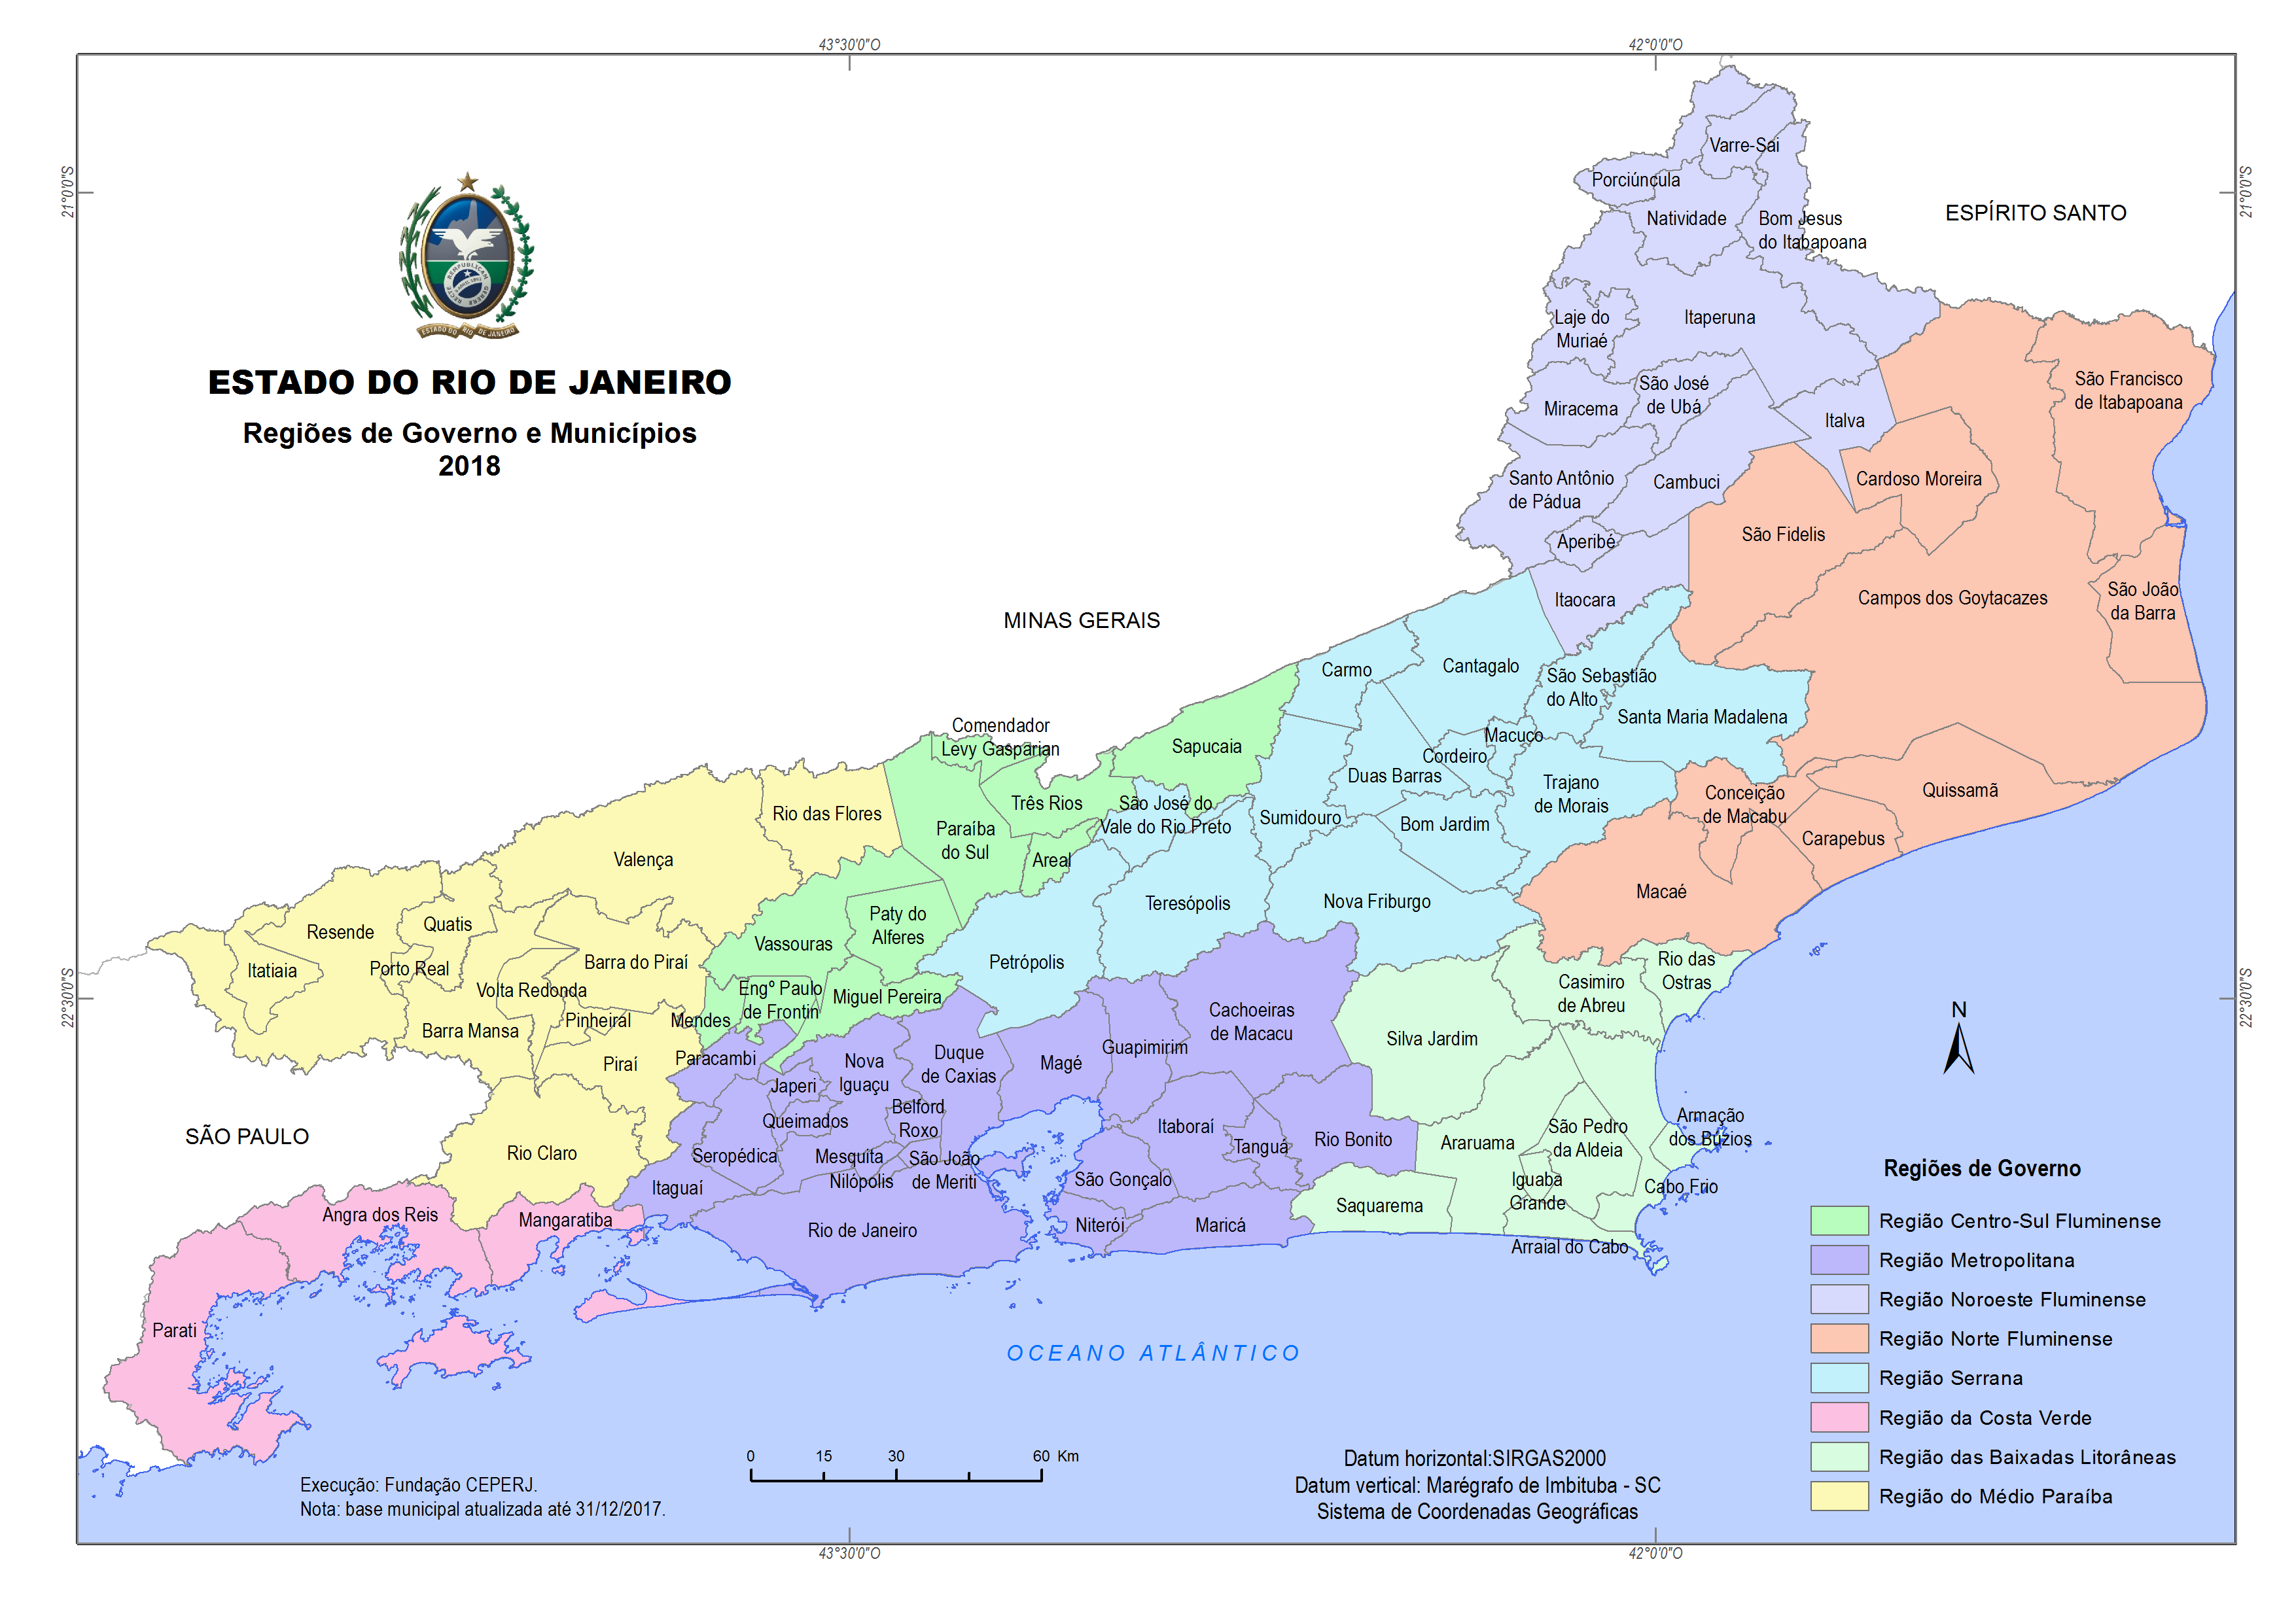 43°30'0"O
42°0'0"O
21°0'0"S
21°0'0"S
Varre-Sai
Porciúncula
Natividade
Bom Jesus
do Itabapoana
ESPÍRITO SANTO
ESTADO DO RIO DE JANEIRO
ESTADO DO RIO DE JANEIRO
Regiões de Governo e Municípios
2018
Laje do
Muriaé
Itaperuna
São José
de Ubá
Miracema
Italva
São Francisco
de Itabapoana
Santo Antônio
de Pádua
Cambuci
Cardoso Moreira
Aperibé
São Fidelis
Itaocara
Campos dos Goytacazes
São João
da Barra
MINAS GERAIS
Carmo
Cantagalo
São Sebastião
do Alto
Santa Maria Madalena
Comendador
Levy Gasparian
Sapucaia
Macuco
Cordeiro
Duas Barras
Trajano
de Morais
Conceição
de Macabu
Quissamã
Rio das Flores
Três Rios
São José do
Vale do Rio Preto
Sumidouro
Bom Jardim
Carapebus
Paraíba
do Sul
Areal
Valença
Macaé
Teresópolis
Nova Friburgo
Paty do
Alferes
Quatis
Resende
Vassouras
Itatiaia
Porto Real
Barra do Piraí
Petrópolis
Rio das
Ostras
Casimiro
de Abreu
Volta Redonda
Engº Paulo
de Frontin
Miguel Pereira
22°30'0"S
22°30'0"S
Barra Mansa
Pinheiral
Mendes
Cachoeiras
de Macacu
Silva Jardim
N
Piraí
Paracambi
Nova
Iguaçu
Duque
de Caxias
Magé
Guapimirim
Japeri
Queimados
Belford
Roxo
Itaboraí
Tanguá
Rio Bonito
Araruama
São Pedro
da Aldeia
Armação
dos Búzios
SÃO PAULO
Rio Claro
Seropédica
Mesquita
Nilópolis
São João
de Meriti
São Gonçalo
Iguaba
Grande
Cabo Frio
Itaguaí
Saquarema
Angra dos Reis
Mangaratiba
Rio de Janeiro
Niterói
Maricá
Arraial do Cabo
Parati
OCEANO ATLÂNTICO
Regiões de Governo
Região Centro-Sul Fluminense
Região Metropolitana
Região Noroeste Fluminense
Região Norte Fluminense
Região Serrana
Região da Costa Verde
Região das Baixadas Litorâneas
Região do Médio Paraíba
0 15 30 60 Km
Execução: Fundação CEPERJ.
Nota: base municipal atualizada até 31/12/2017.
Datum horizontal:SIRGAS2000
Datum vertical: Marégrafo de Imbituba - SC
Sistema de Coordenadas Geográficas
43°30'0"O
42°0'0"O